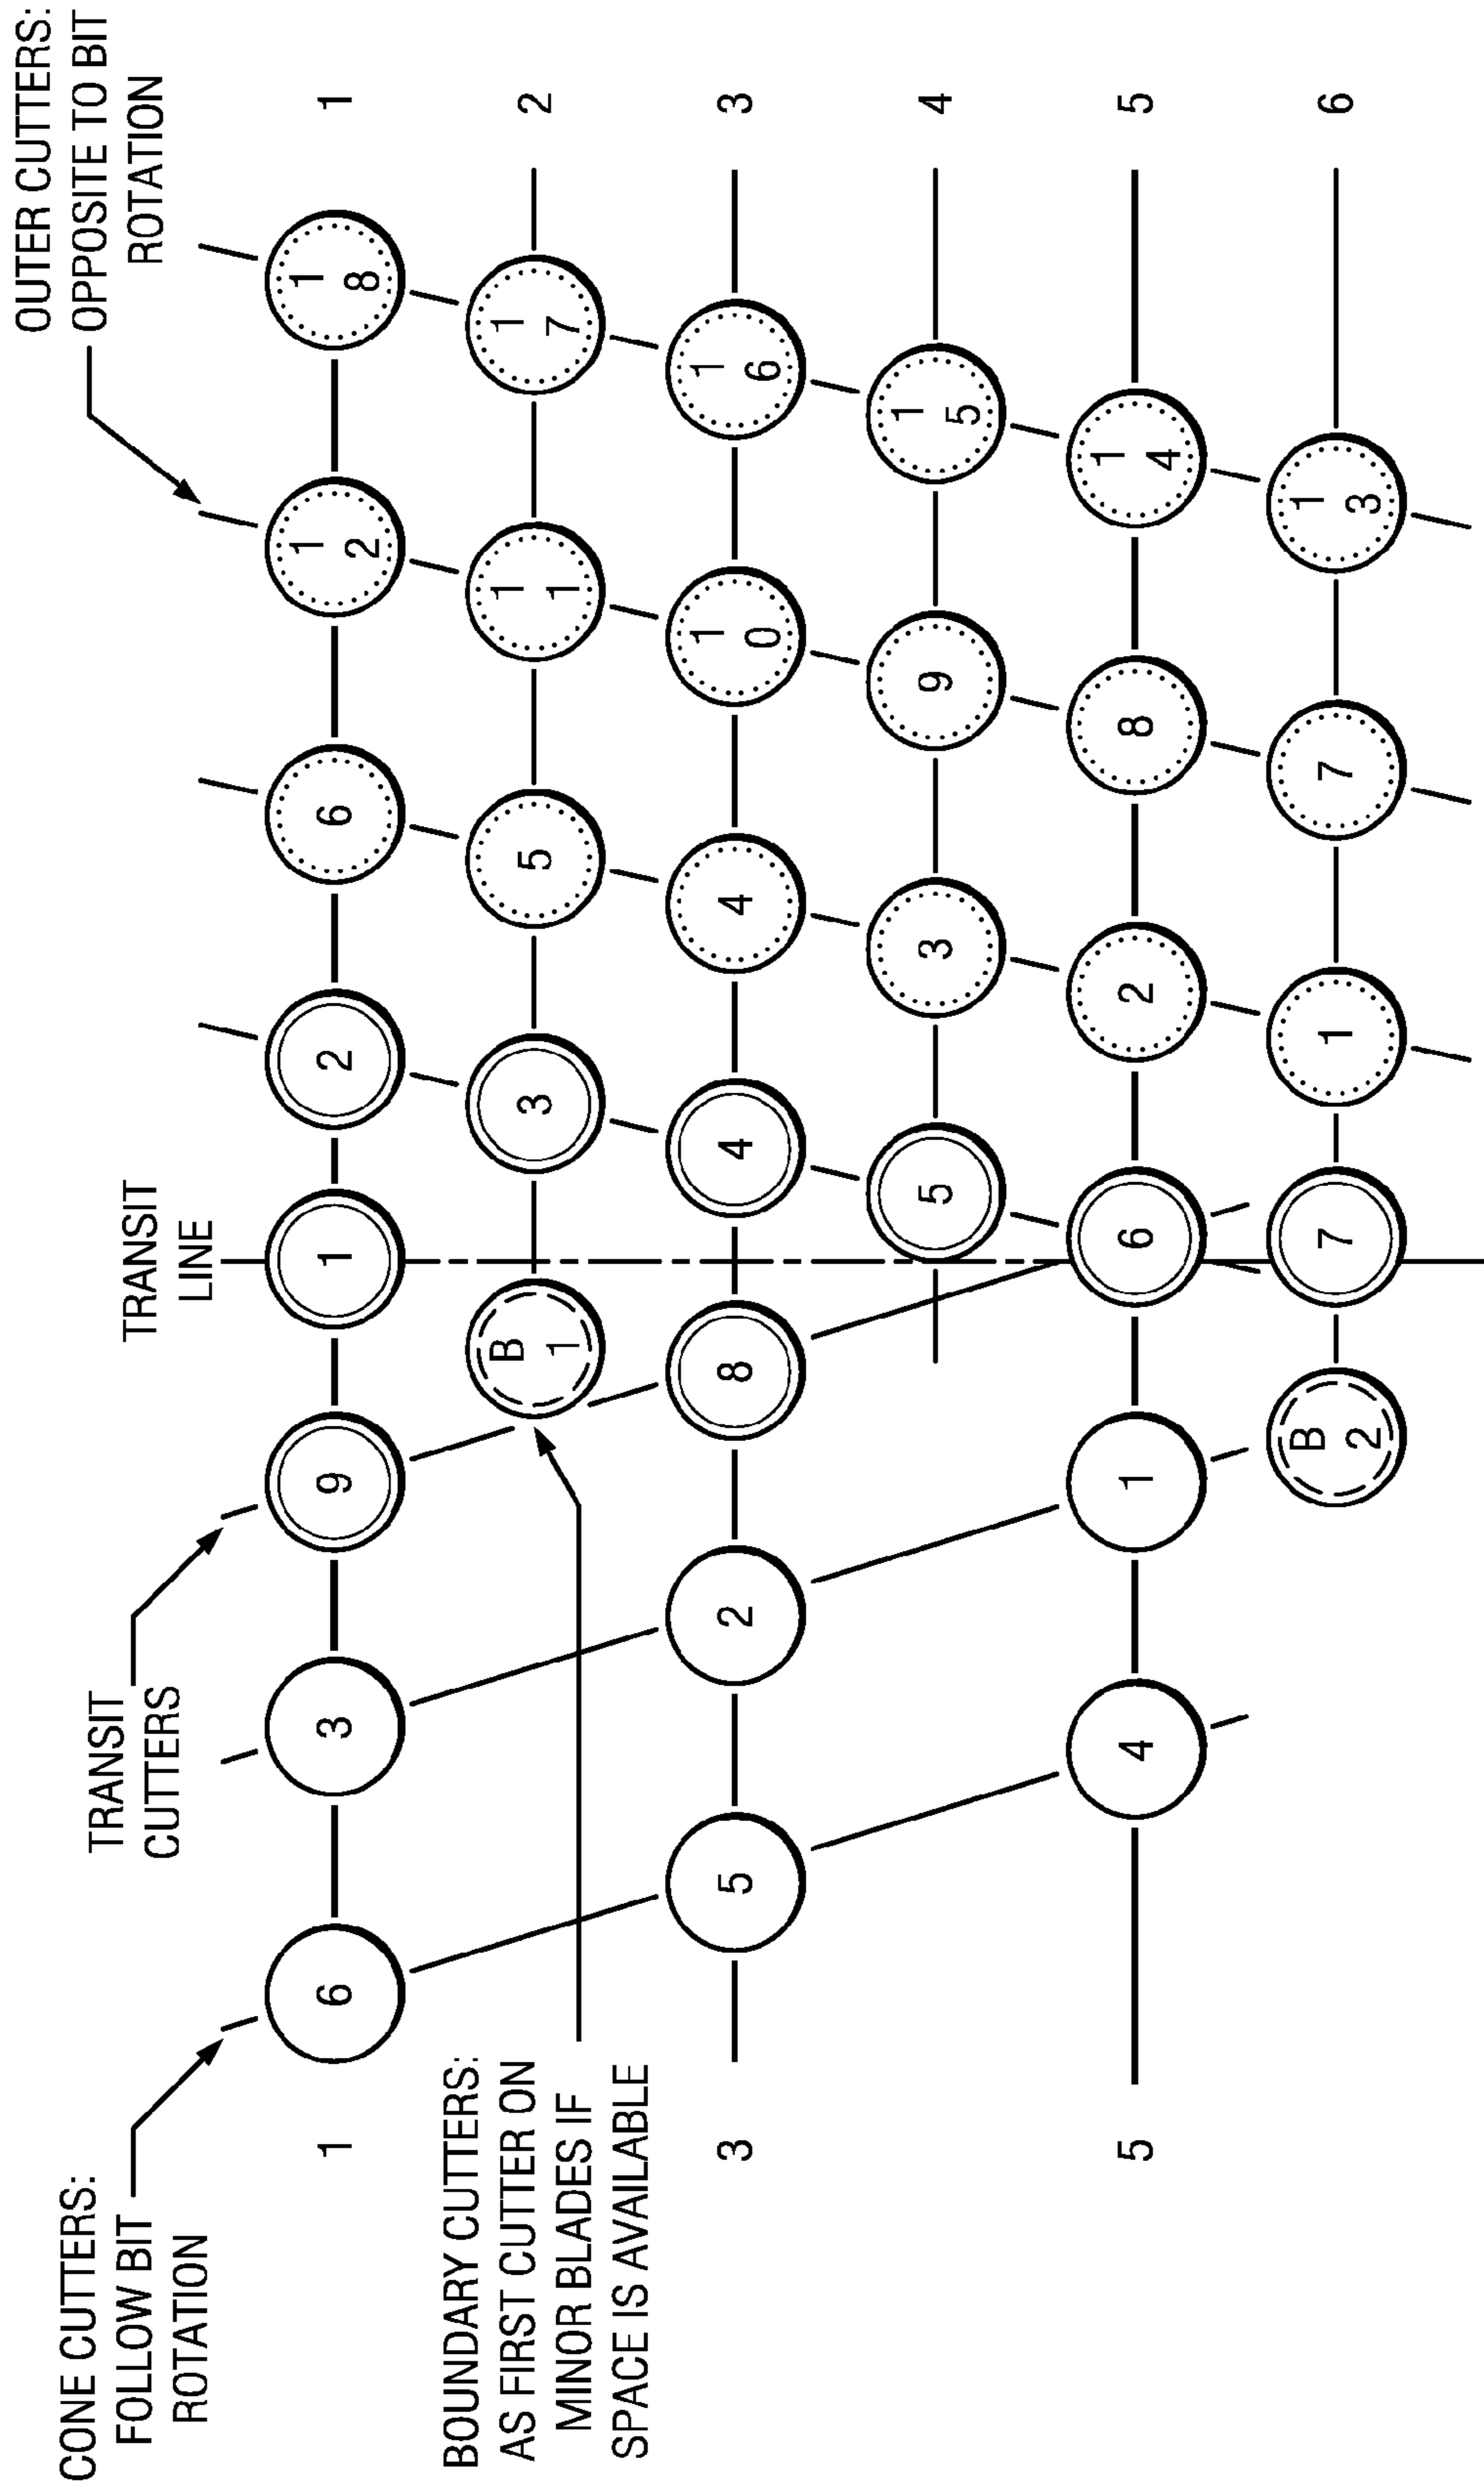 CONE CUTTERS:
FOLLOW BIT
ROTATION
TRANSIT
CUTTERS
TRANSIT
LINE
OUTER CUTTERS:
OPPOSITE TO BIT
ROTATION
1 6 3 9 1 2 6 12 18 1
BOUNDARY CUTTERS:
AS FIRST CUTTER ON
MINOR BLADES IF
SPACE IS AVAILABLE
B1 3 5 11 17 2
3 5 2 8 4 4 10 16 3
5 3 9 15 4
5 4 1 6 2 8 14 5
B2 7 1 7 13 6